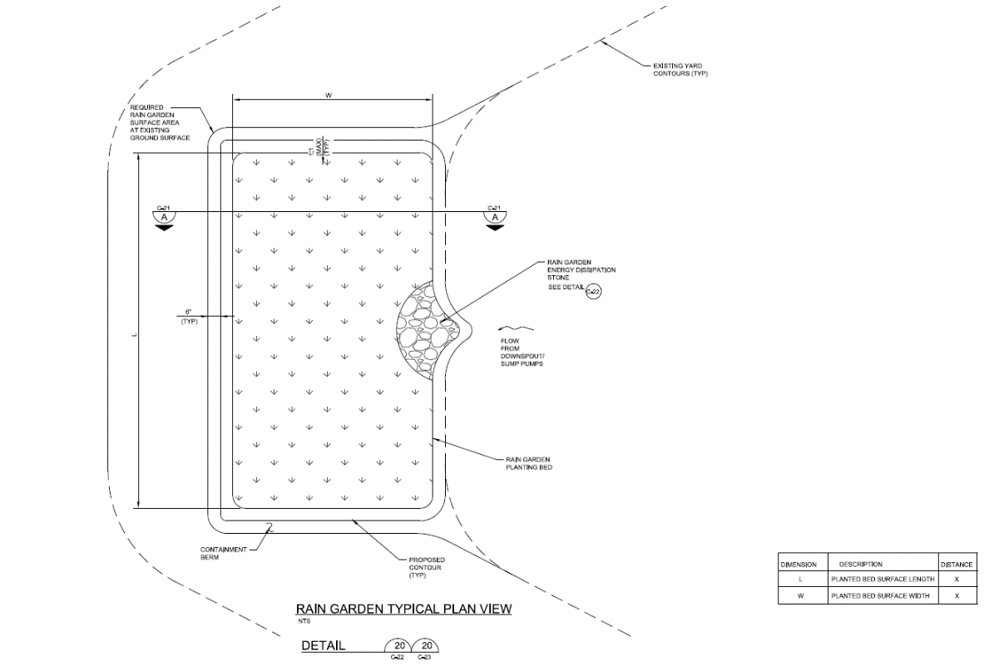 EXISTING YARD
CONTOURS (TYP)
W
REQUIRED
RAIN GARDEN
SURFACE AREA
AT EXISTING
GROUND SURFACE
1:1
(MAX)
(TYP)
C-21
A
C-21
A
RAIN GARDEN
ENERGY DISSIPATION
STONE
SEE DETAIL C-22
6"
(TYP)
L
FLOW
FROM
DOWNSPOUT/
SUMP PUMPS
RAIN GARDEN
PLANTING BED
CONTAINMENT
BERM
PROPOSED
CONTOUR
(TYP)
DIMENSION DESCRIPTION DISTANCE
L PLANTED BED SURFACE LENGTH X
W PLANTED BED SURFACE WIDTH X
RAIN GARDEN TYPICAL PLAN VIEW
NTS
DETAIL 20 20
C-22 C-23